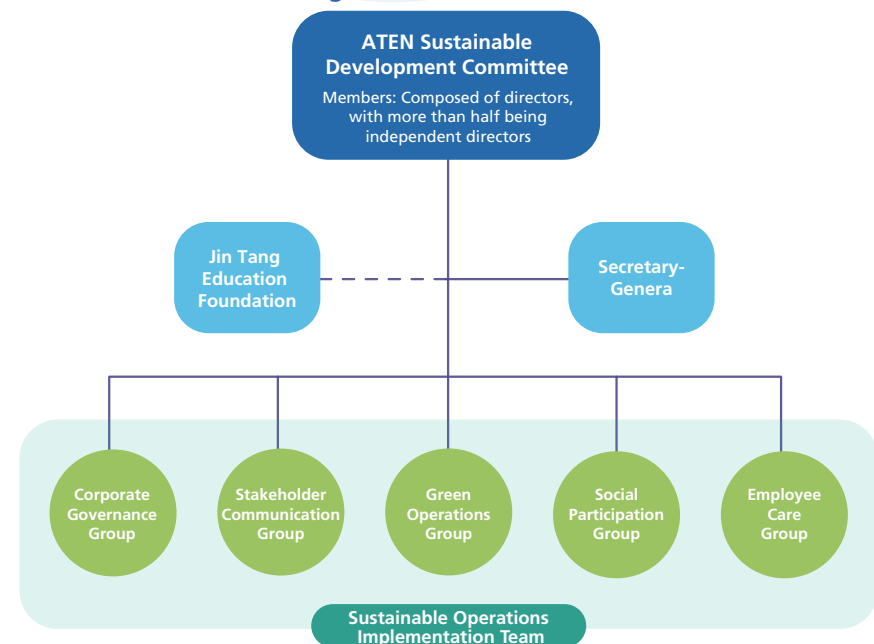 ATEN Sustainable
Development Committee
Members: Composed of directors,
with more than half being
independent directors
Jin Tang
Education
Foundation
Secretary-
Genera
Corporate
Governance
Group
Stakeholder
Communication
Group
Green
Operations
Group
Social
Participation
Group
Employee
Care
Group
Sustainable Operations
Implementation Team